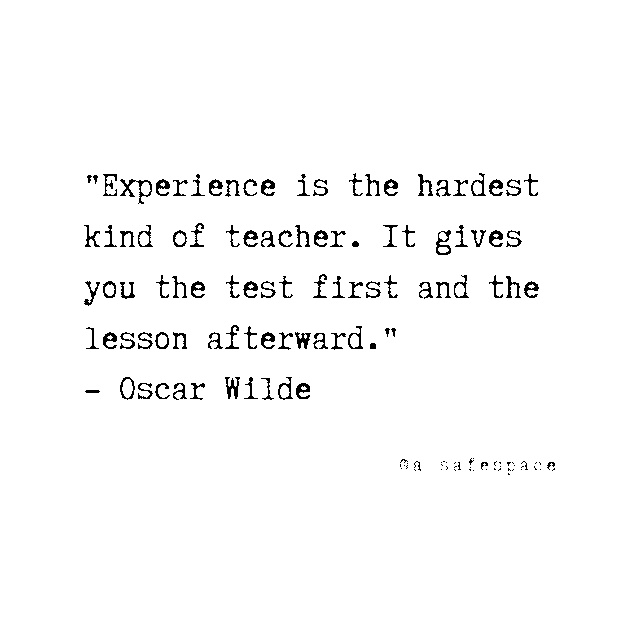 "Experience is the hardest
kind of teacher. It gives
you the test first and the
lesson afterward."
- Oscar Wilde
@a safespace